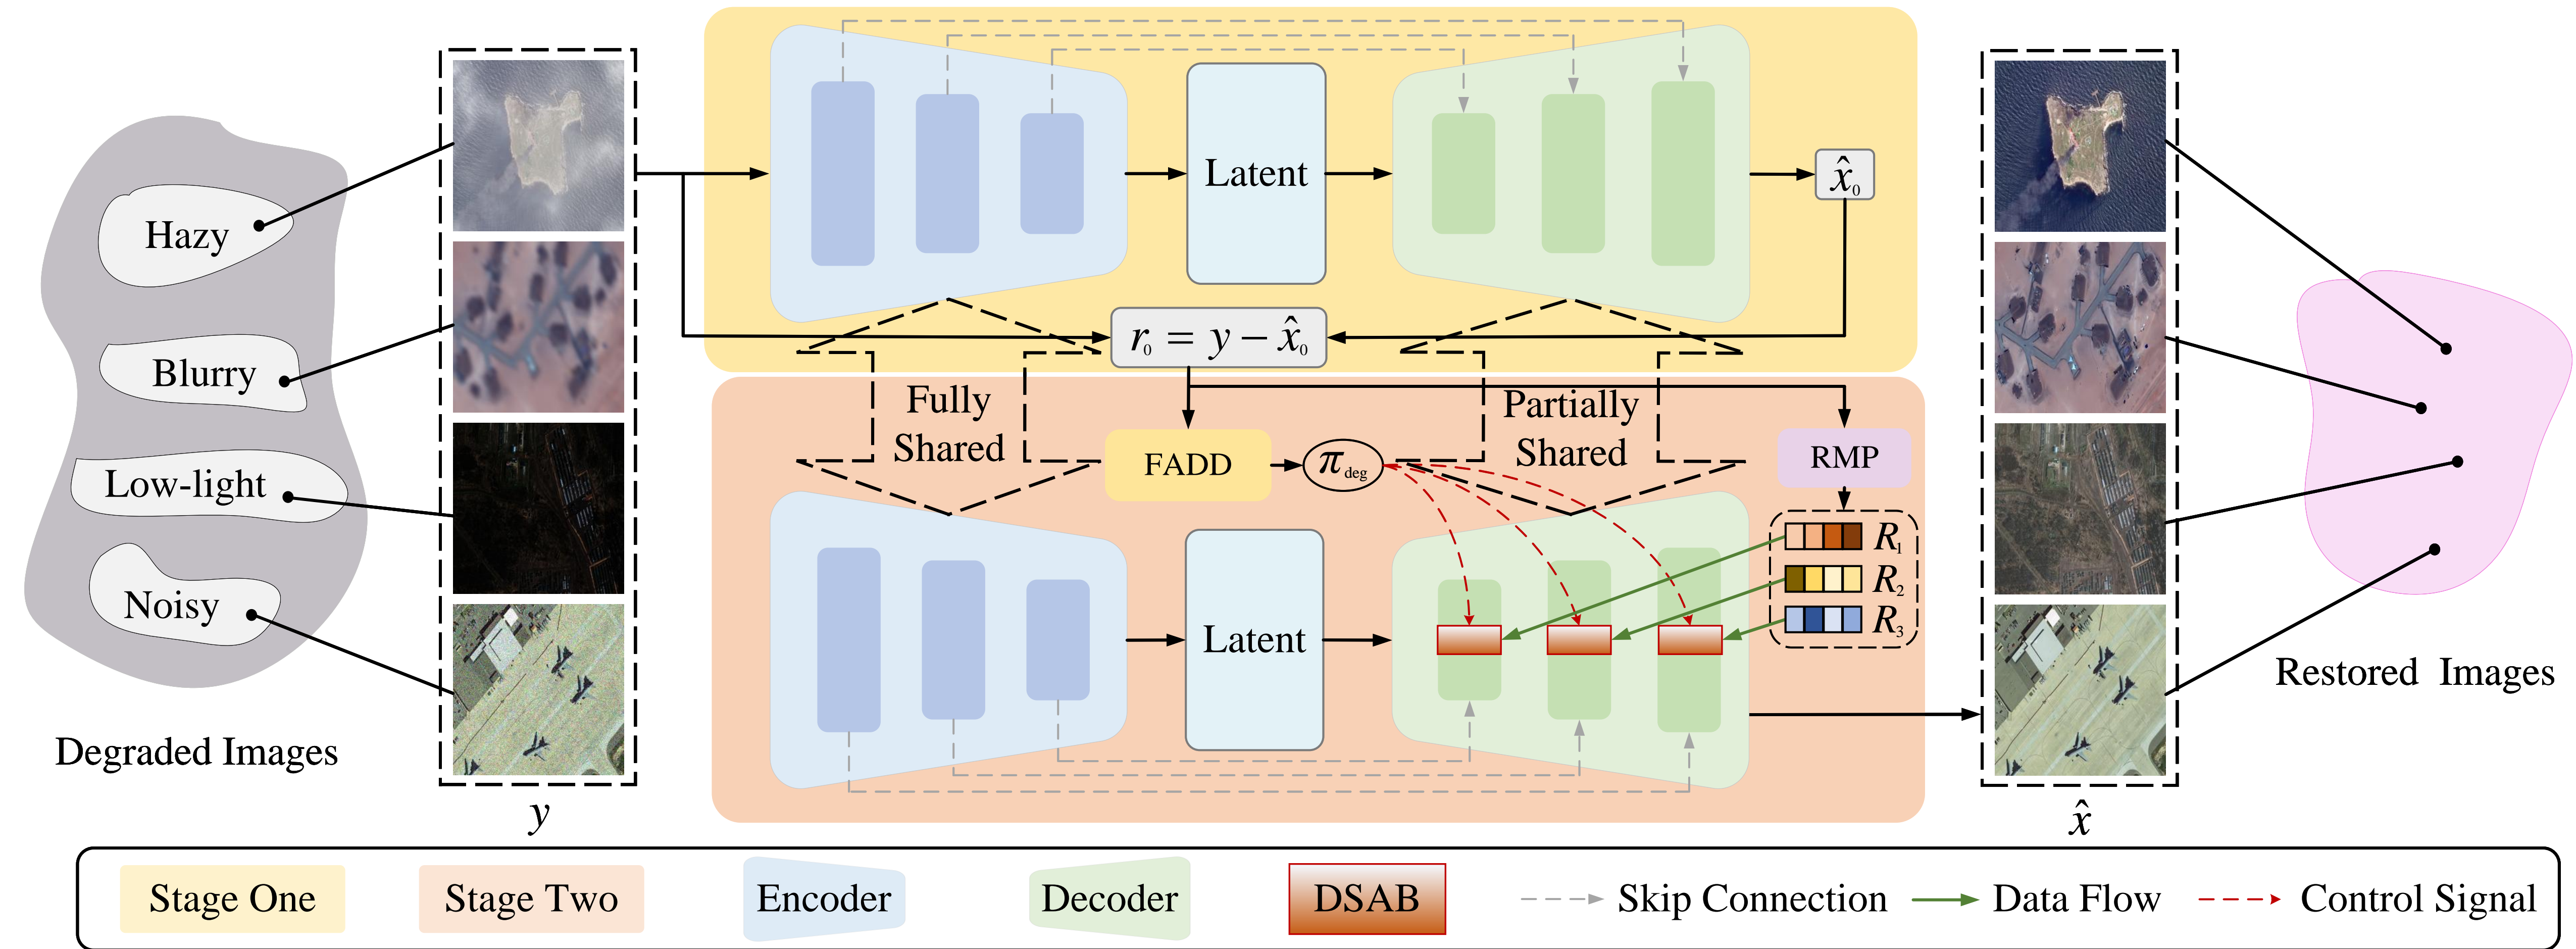 Hazy
Blurry
Low-light
Noisy
Degraded Images
y
Latent
x̂₀
r₀ = y − x̂₀
Fully
Shared
Partially
Shared
FADD
π_deg
RMP
R₁
R₂
R₃
Latent
x̂
Restored Images
Stage One
Stage Two
Encoder
Decoder
DSAB
Skip Connection
Data Flow
Control Signal